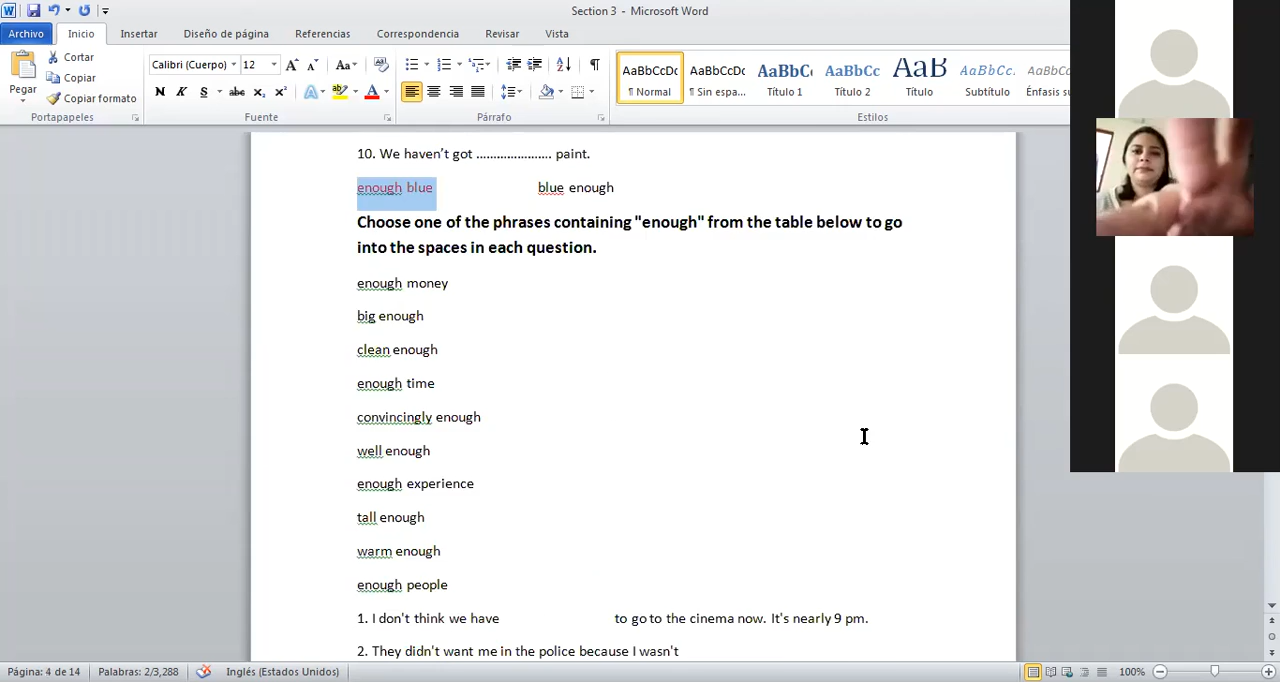 Section 3 - Microsoft Word
Archivo Inicio Insertar Diseño de página Referencias Correspondencia Revisar Vista
Cortar
Copiar
Copiar formato
Pegar
Portapapeles
Calibri (Cuerpo) 12
N K S abc x₂ x²
Fuente
Párrafo
AaBbCcDc AaBbCcDc AaBbC AaBbCc AaB AaBbCc. AaBbCc
¶ Normal ¶ Sin espa... Título 1 Título 2 Título Subtítulo Énfasis su
Estilos
10. We haven’t got ...................... paint.
enough blue blue enough
Choose one of the phrases containing "enough" from the table below to go
into the spaces in each question.
enough money
big enough
clean enough
enough time
convincingly enough
well enough
enough experience
tall enough
warm enough
enough people
1. I don't think we have to go to the cinema now. It's nearly 9 pm.
2. They didn't want me in the police because I wasn't
Página: 4 de 14 Palabras: 2/3,288 Inglés (Estados Unidos) 100%